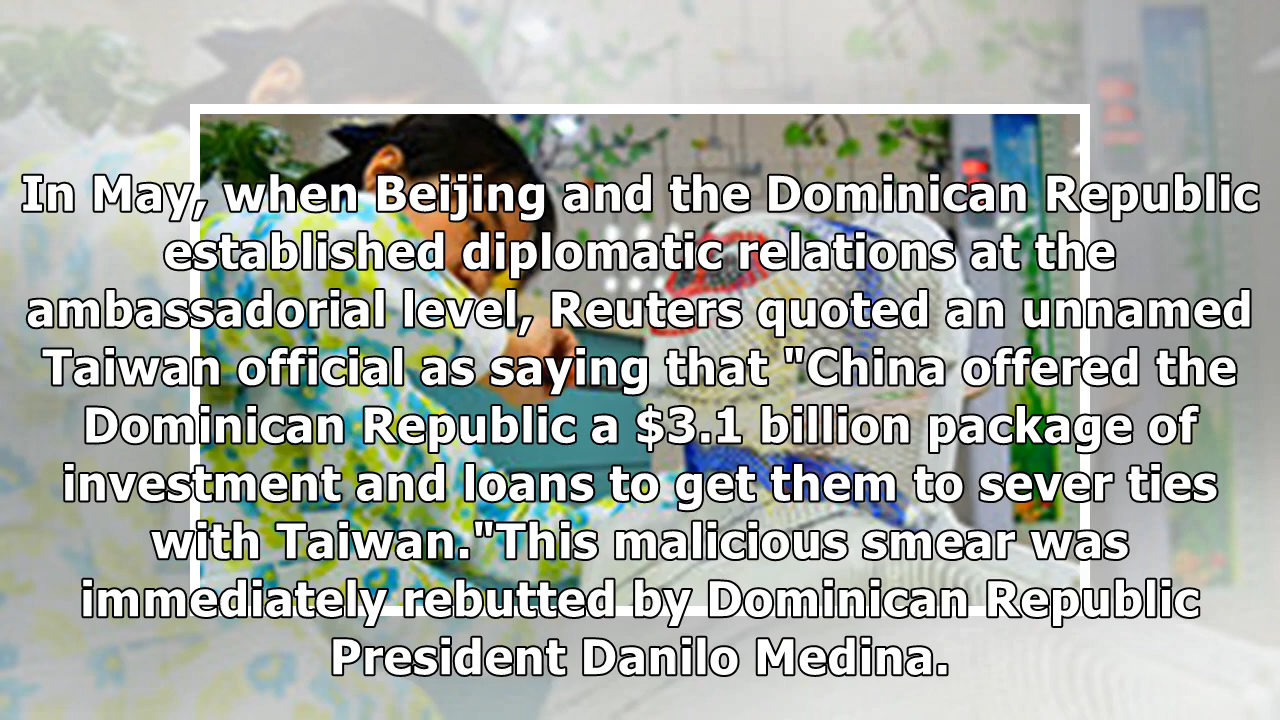 In May, when Beijing and the Dominican Republic
established diplomatic relations at the
ambassadorial level, Reuters quoted an unnamed
Taiwan official as saying that "China offered the
Dominican Republic a $3.1 billion package of
investment and loans to get them to sever ties
with Taiwan."This malicious smear was
immediately rebutted by Dominican Republic
President Danilo Medina.